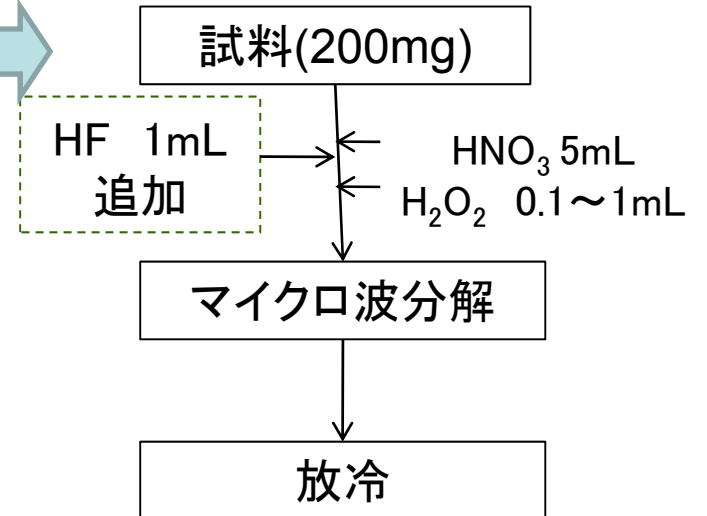 試料(200mg)
HF 1mL
追加
HNO₃ 5mL
H₂O₂ 0.1～1mL
マイクロ波分解
放冷